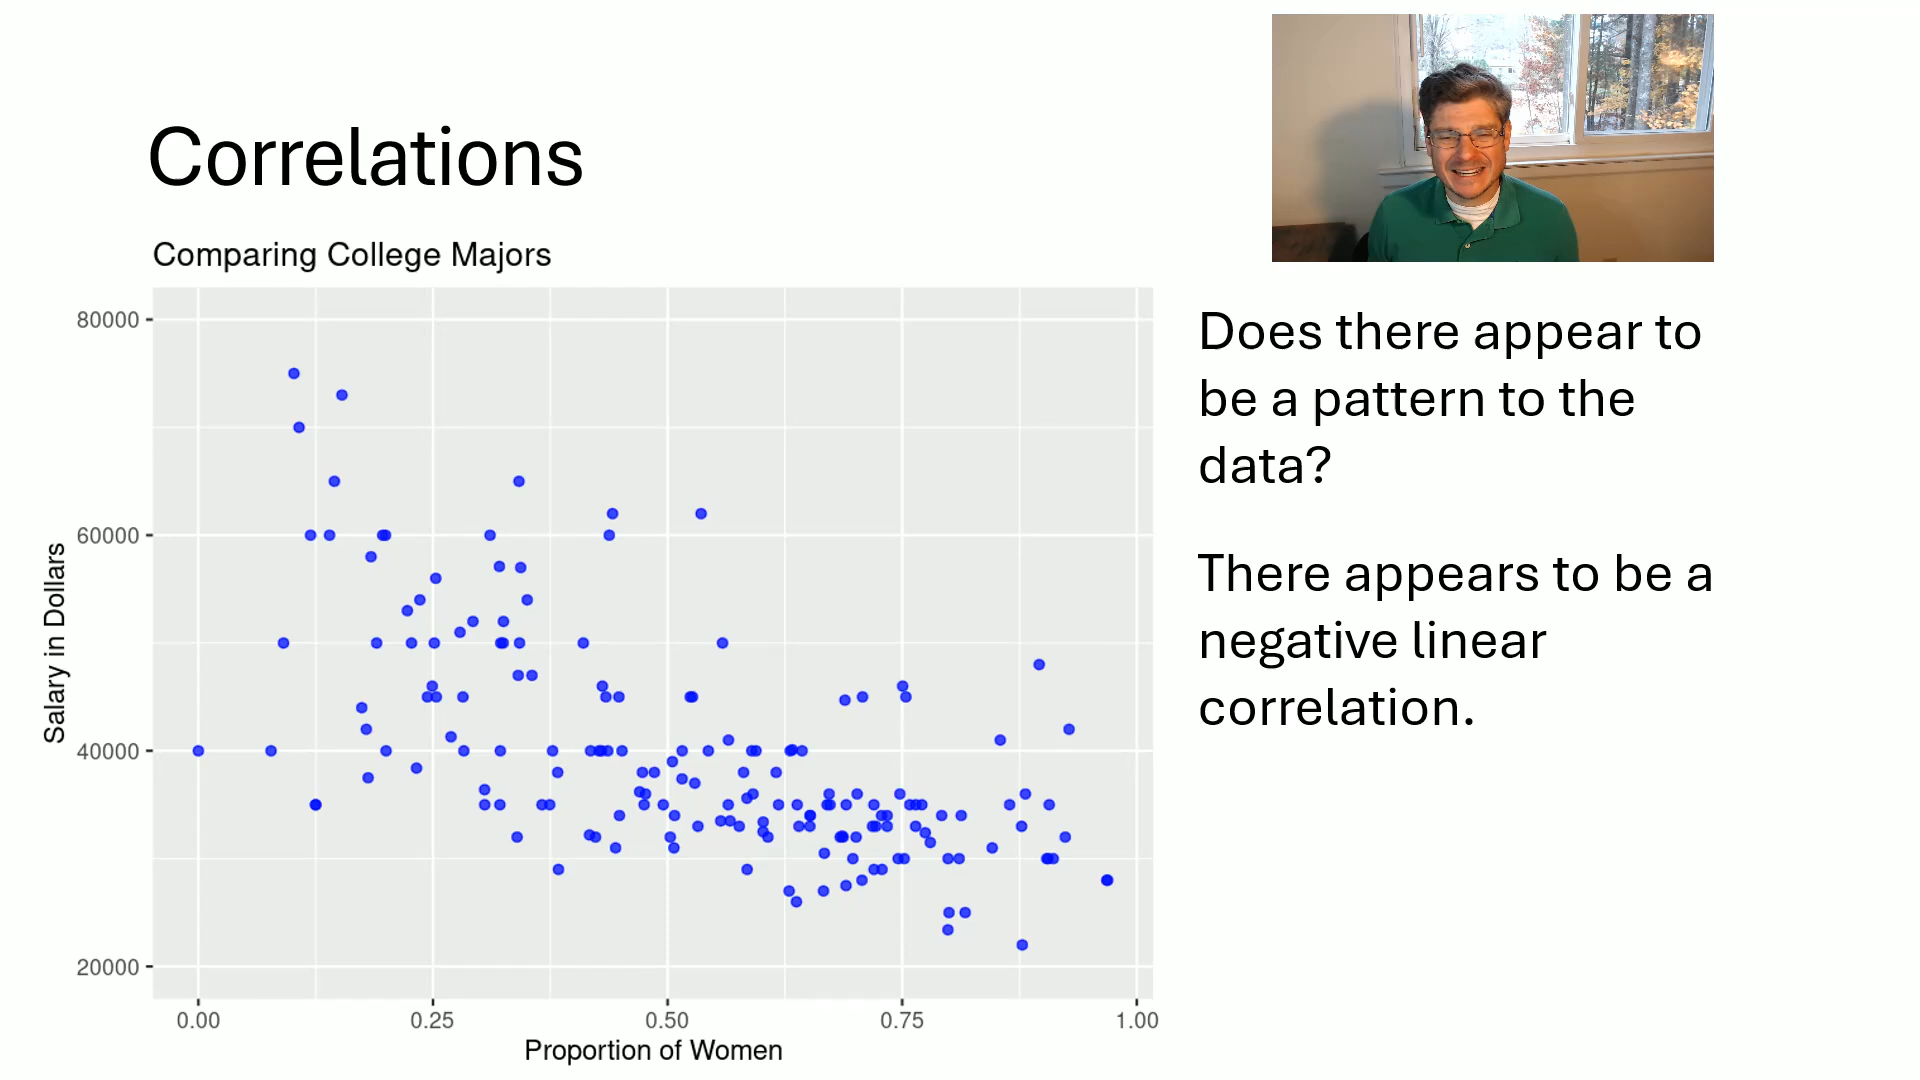 Correlations
Comparing College Majors
80000
60000
40000
20000
Salary in Dollars
0.00 0.25 0.50 0.75 1.00
Proportion of Women
Does there appear to
be a pattern to the
data?
There appears to be a
negative linear
correlation.